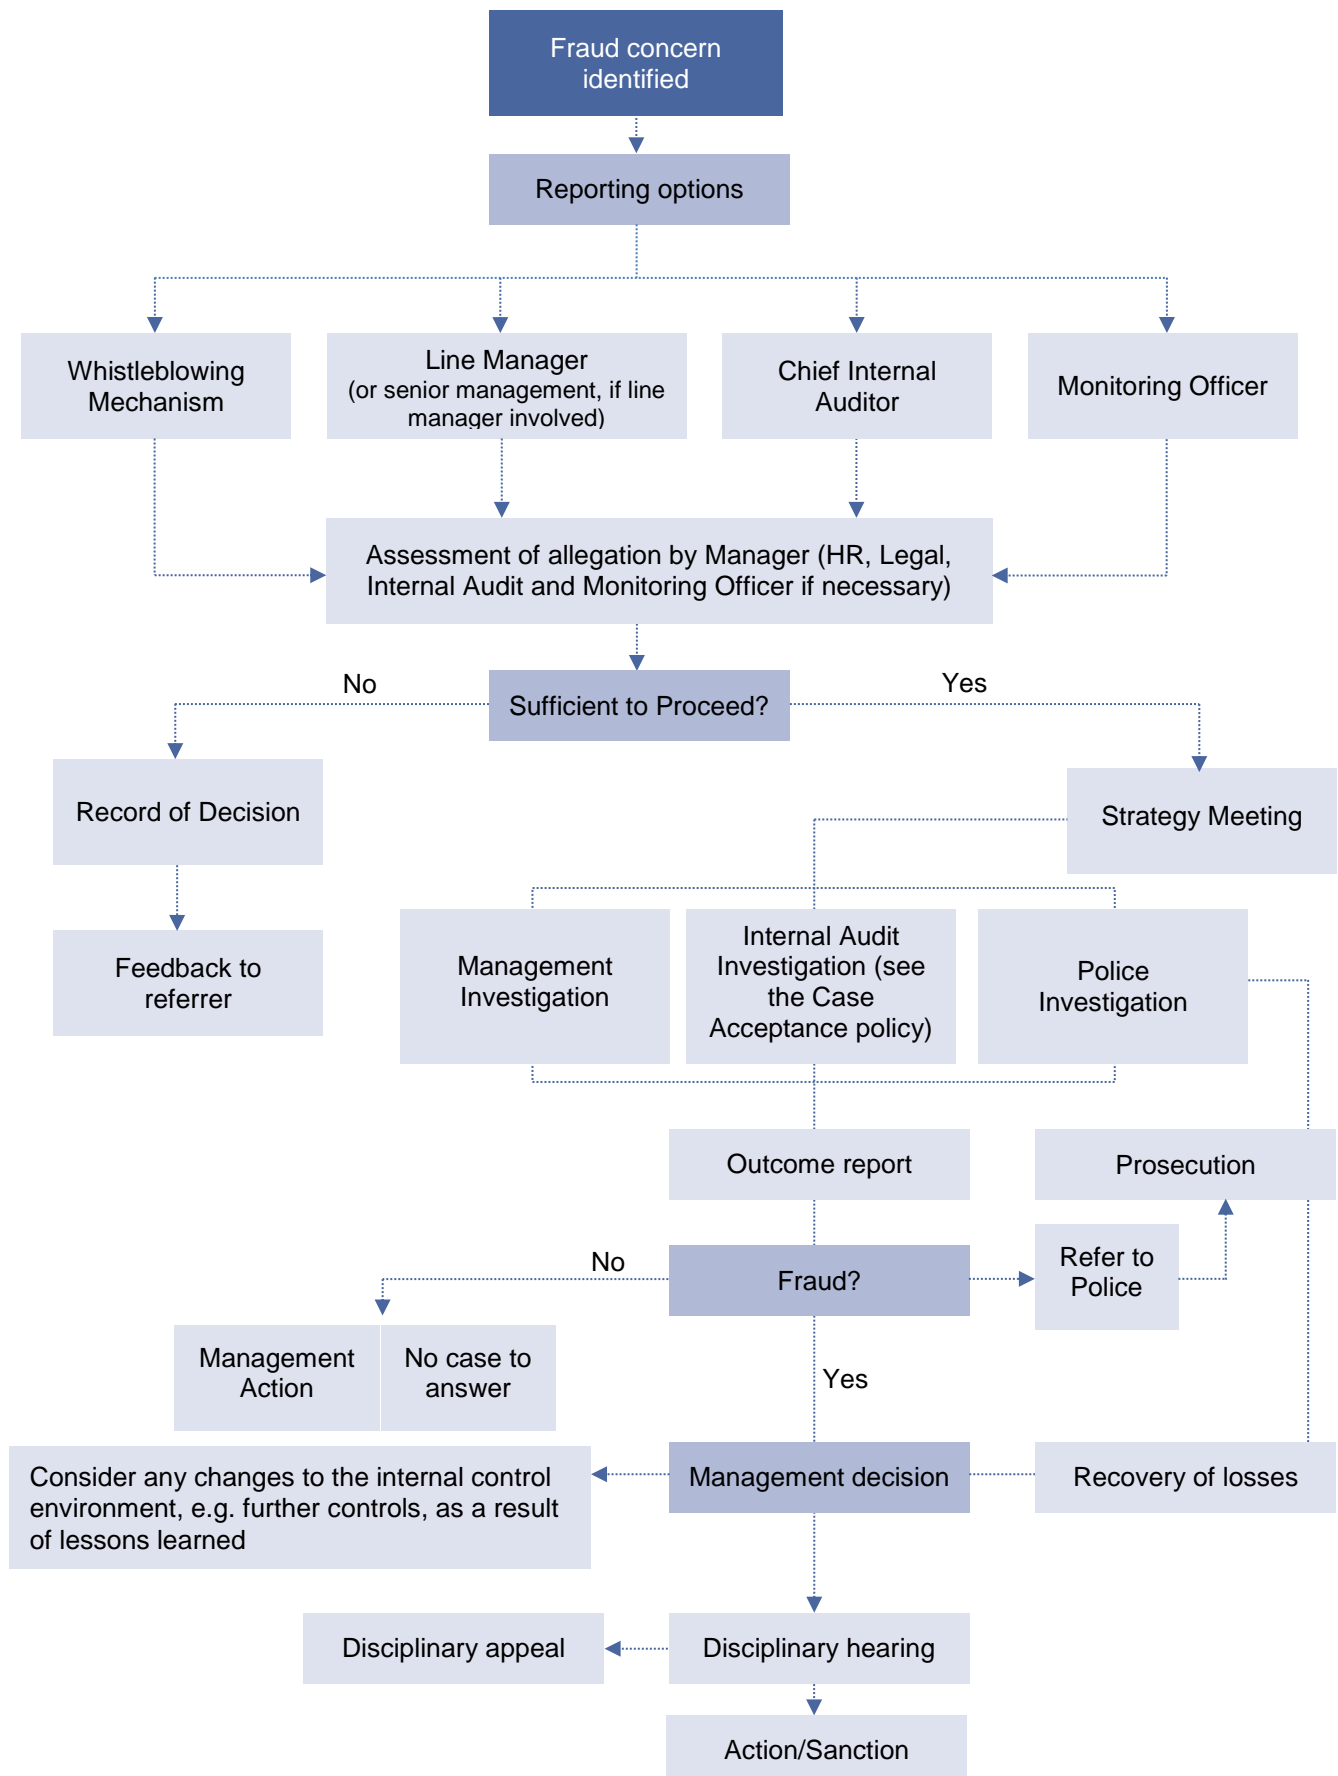 Fraud concern
identified
Reporting options
Whistleblowing
Mechanism
Line Manager
(or senior management, if line
manager involved)
Chief Internal
Auditor
Monitoring Officer
Assessment of allegation by Manager (HR, Legal,
Internal Audit and Monitoring Officer if necessary)
No
Sufficient to Proceed?
Yes
Record of Decision
Strategy Meeting
Feedback to
referrer
Management
Investigation
Internal Audit
Investigation (see
the Case
Acceptance policy)
Police
Investigation
Outcome report
Prosecution
No
Fraud?
Refer to
Police
Management
Action
No case to
answer
Yes
Consider any changes to the internal control
environment, e.g. further controls, as a result
of lessons learned
Management decision
Recovery of losses
Disciplinary appeal
Disciplinary hearing
Action/Sanction